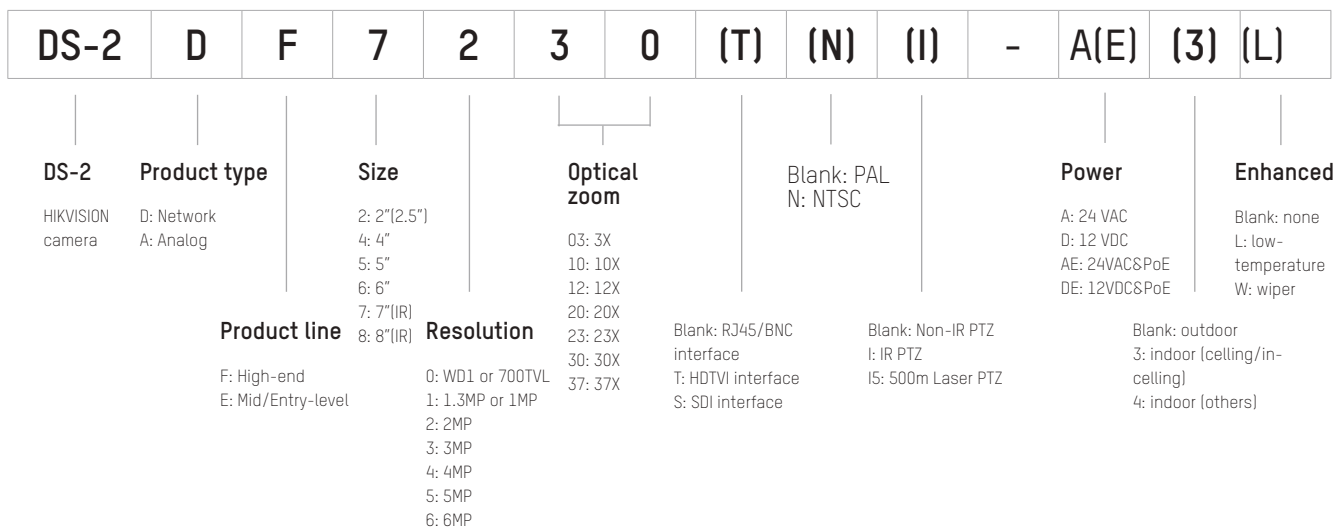 DS-2 D F 7 2 3 0 (T) (N) (I) - A(E) (3) (L)
DS-2
HIKVISION
camera
Product type
D: Network
A: Analog
Product line
F: High-end
E: Mid/Entry-level
Size
2: 2"(2.5")
4: 4"
5: 5"
6: 6"
7: 7"(IR)
8: 8"(IR)
Resolution
0: WD1 or 700TVL
1: 1.3MP or 1MP
2: 2MP
3: 3MP
4: 4MP
5: 5MP
6: 6MP
Optical
zoom
03: 3X
10: 10X
12: 12X
20: 20X
23: 23X
30: 30X
37: 37X
Blank: RJ45/BNC
interface
T: HDTVI interface
S: SDI interface
Blank: PAL
N: NTSC
Blank: Non-IR PTZ
I: IR PTZ
I5: 500m Laser PTZ
Power
A: 24 VAC
D: 12 VDC
AE: 24VAC&PoE
DE: 12VDC&PoE
Blank: outdoor
3: indoor (celling/in-
celling)
4: indoor (others)
Enhanced
Blank: none
L: low-
temperature
W: wiper